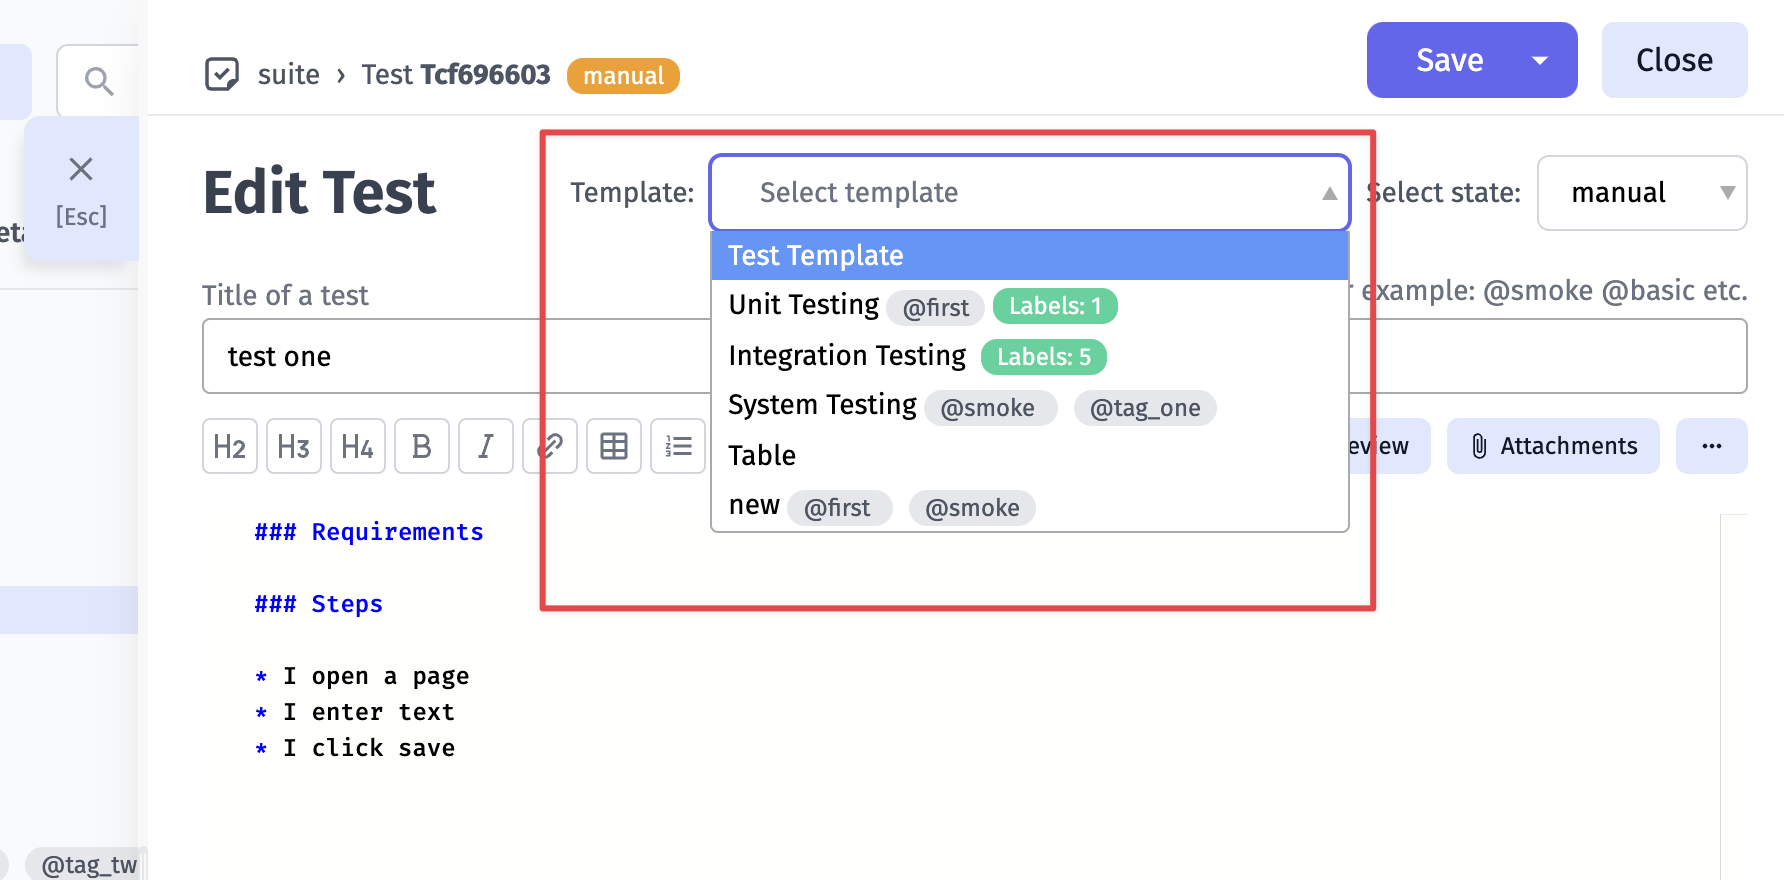 suite › Test Tcf696603 manual
Save
Close
[Esc]
Edit Test
Template: Select template
Select state: manual
Test Template
Unit Testing @first Labels: 1
Integration Testing Labels: 5
System Testing @smoke @tag_one
Table
new @first @smoke
Title of a test
example: @smoke @basic etc.
test one
H2 H3 H4 B I
Attachments
...
### Requirements
### Steps
* I open a page
* I enter text
* I click save
@tag_tw